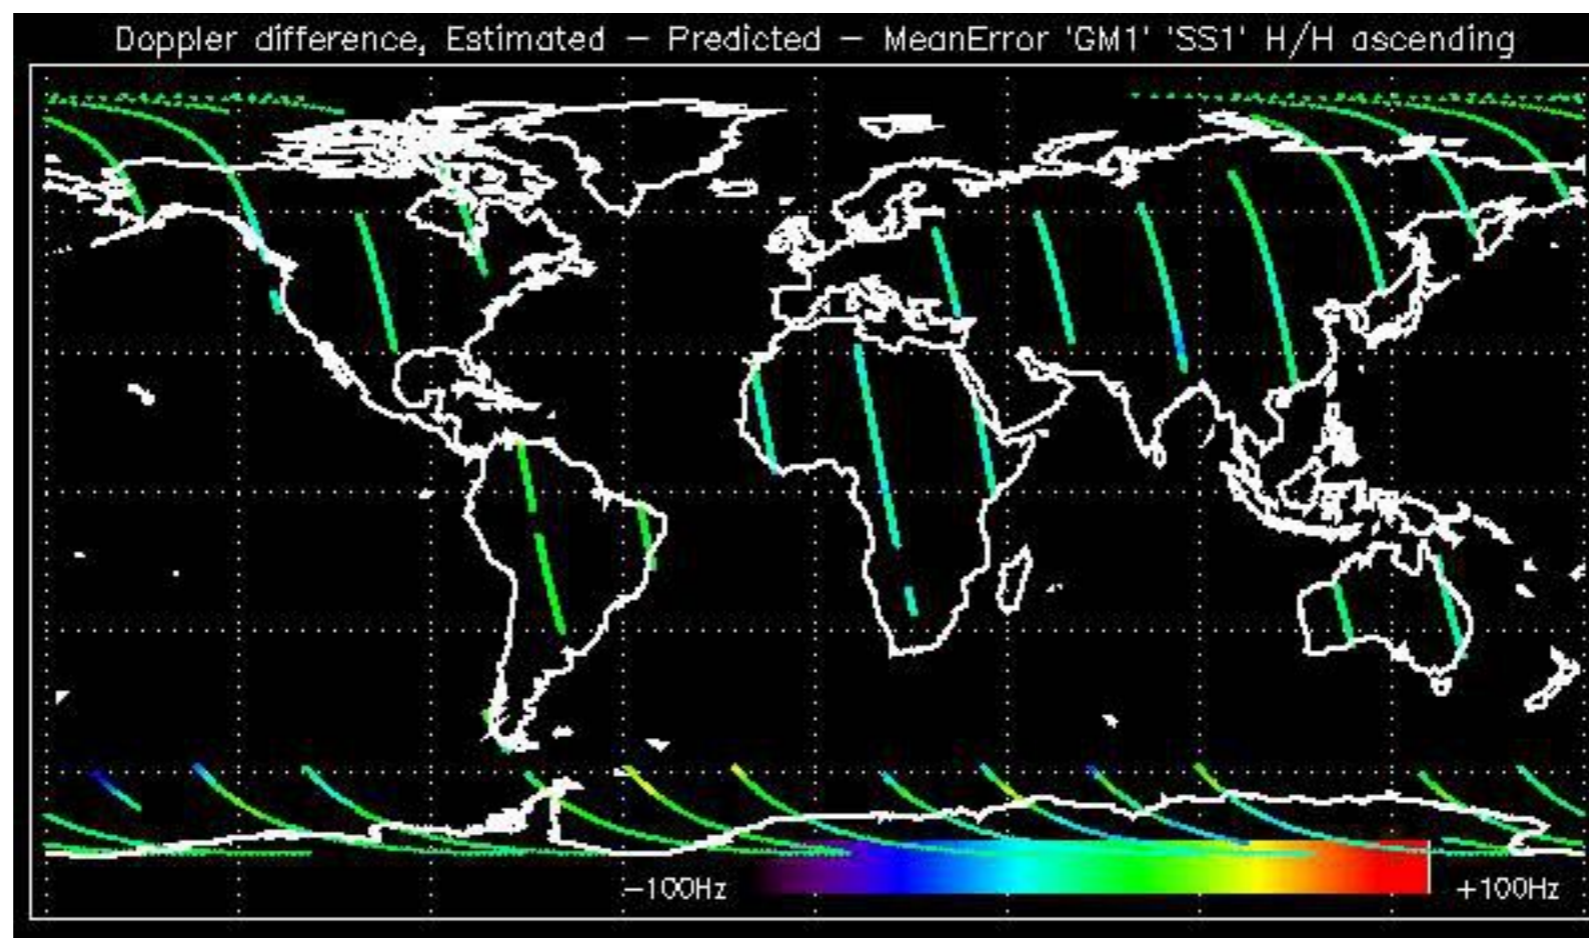 Doppler difference, Estimated – Predicted – MeanError 'GM1' 'SS1' H/H ascending
–100Hz +100Hz